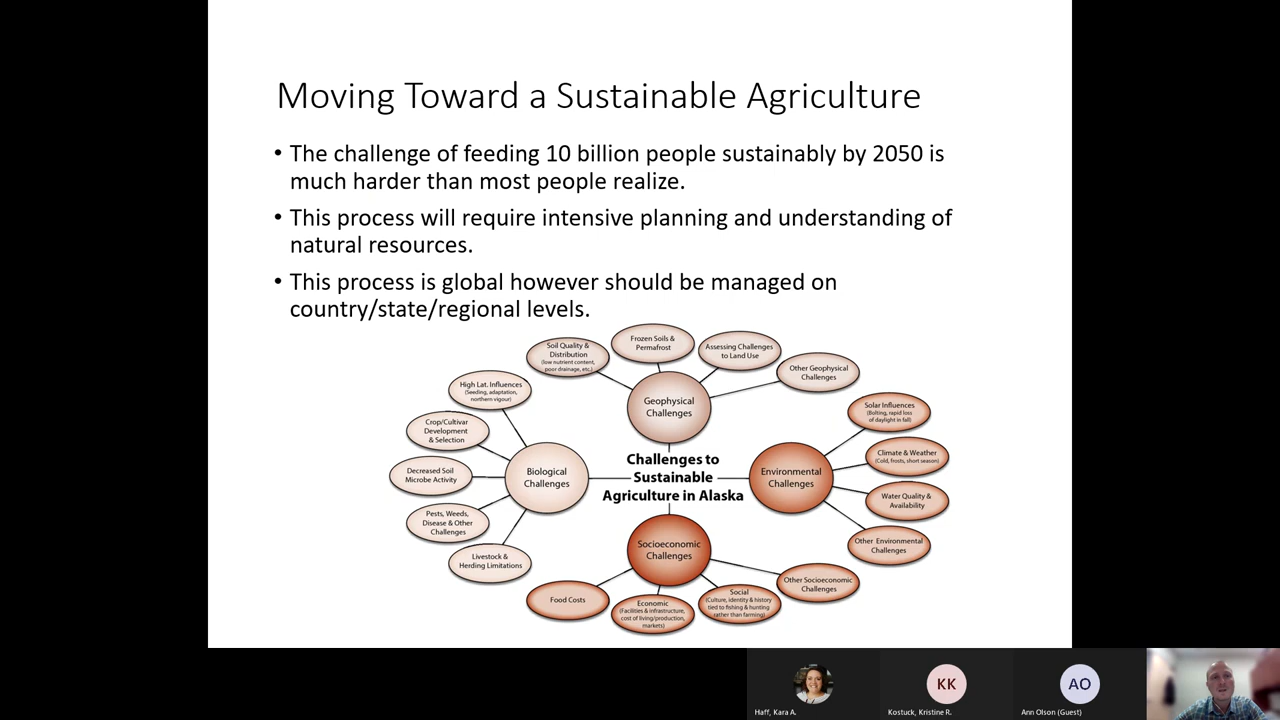 Moving Toward a Sustainable Agriculture
• The challenge of feeding 10 billion people sustainably by 2050 is
much harder than most people realize.
• This process will require intensive planning and understanding of
natural resources.
• This process is global however should be managed on
country/state/regional levels.
Challenges to
Sustainable
Agriculture in Alaska
Geophysical
Challenges
Soil Quality &
Distribution
(low nutrient content,
poor drainage, etc.)
Frozen Soils &
Permafrost
Assessing Challenges
to Land Use
Other Geophysical
Challenges
Biological
Challenges
High Lat. Influences
(Seeding, adaptation,
northern vigour)
Crop/Cultivar
Development
& Selection
Decreased Soil
Microbe Activity
Pests, Weeds,
Disease & Other
Challenges
Livestock &
Herding Limitations
Environmental
Challenges
Solar Influences
(Bolting, rapid loss
of daylight in fall)
Climate & Weather
(Cold, frosts, short season)
Water Quality &
Availability
Other Environmental
Challenges
Socioeconomic
Challenges
Food Costs
Economic
(Facilities & infrastructure,
cost of living/production,
markets)
Social
(Culture, identity & history
tied to fishing & hunting
rather than farming)
Other Socioeconomic
Challenges
Haff, Kara A.
KK
Kostuck, Kristine R.
AO
Ann Olson (Guest)